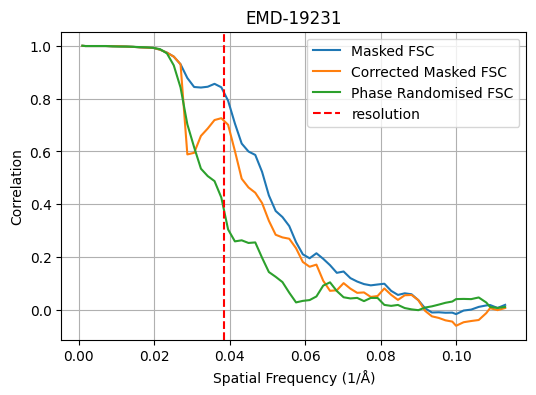 EMD-19231
Masked FSC
Corrected Masked FSC
Phase Randomised FSC
resolution
Correlation
1.0
0.8
0.6
0.4
0.2
0.0
0.00 0.02 0.04 0.06 0.08 0.10
Spatial Frequency (1/Å)